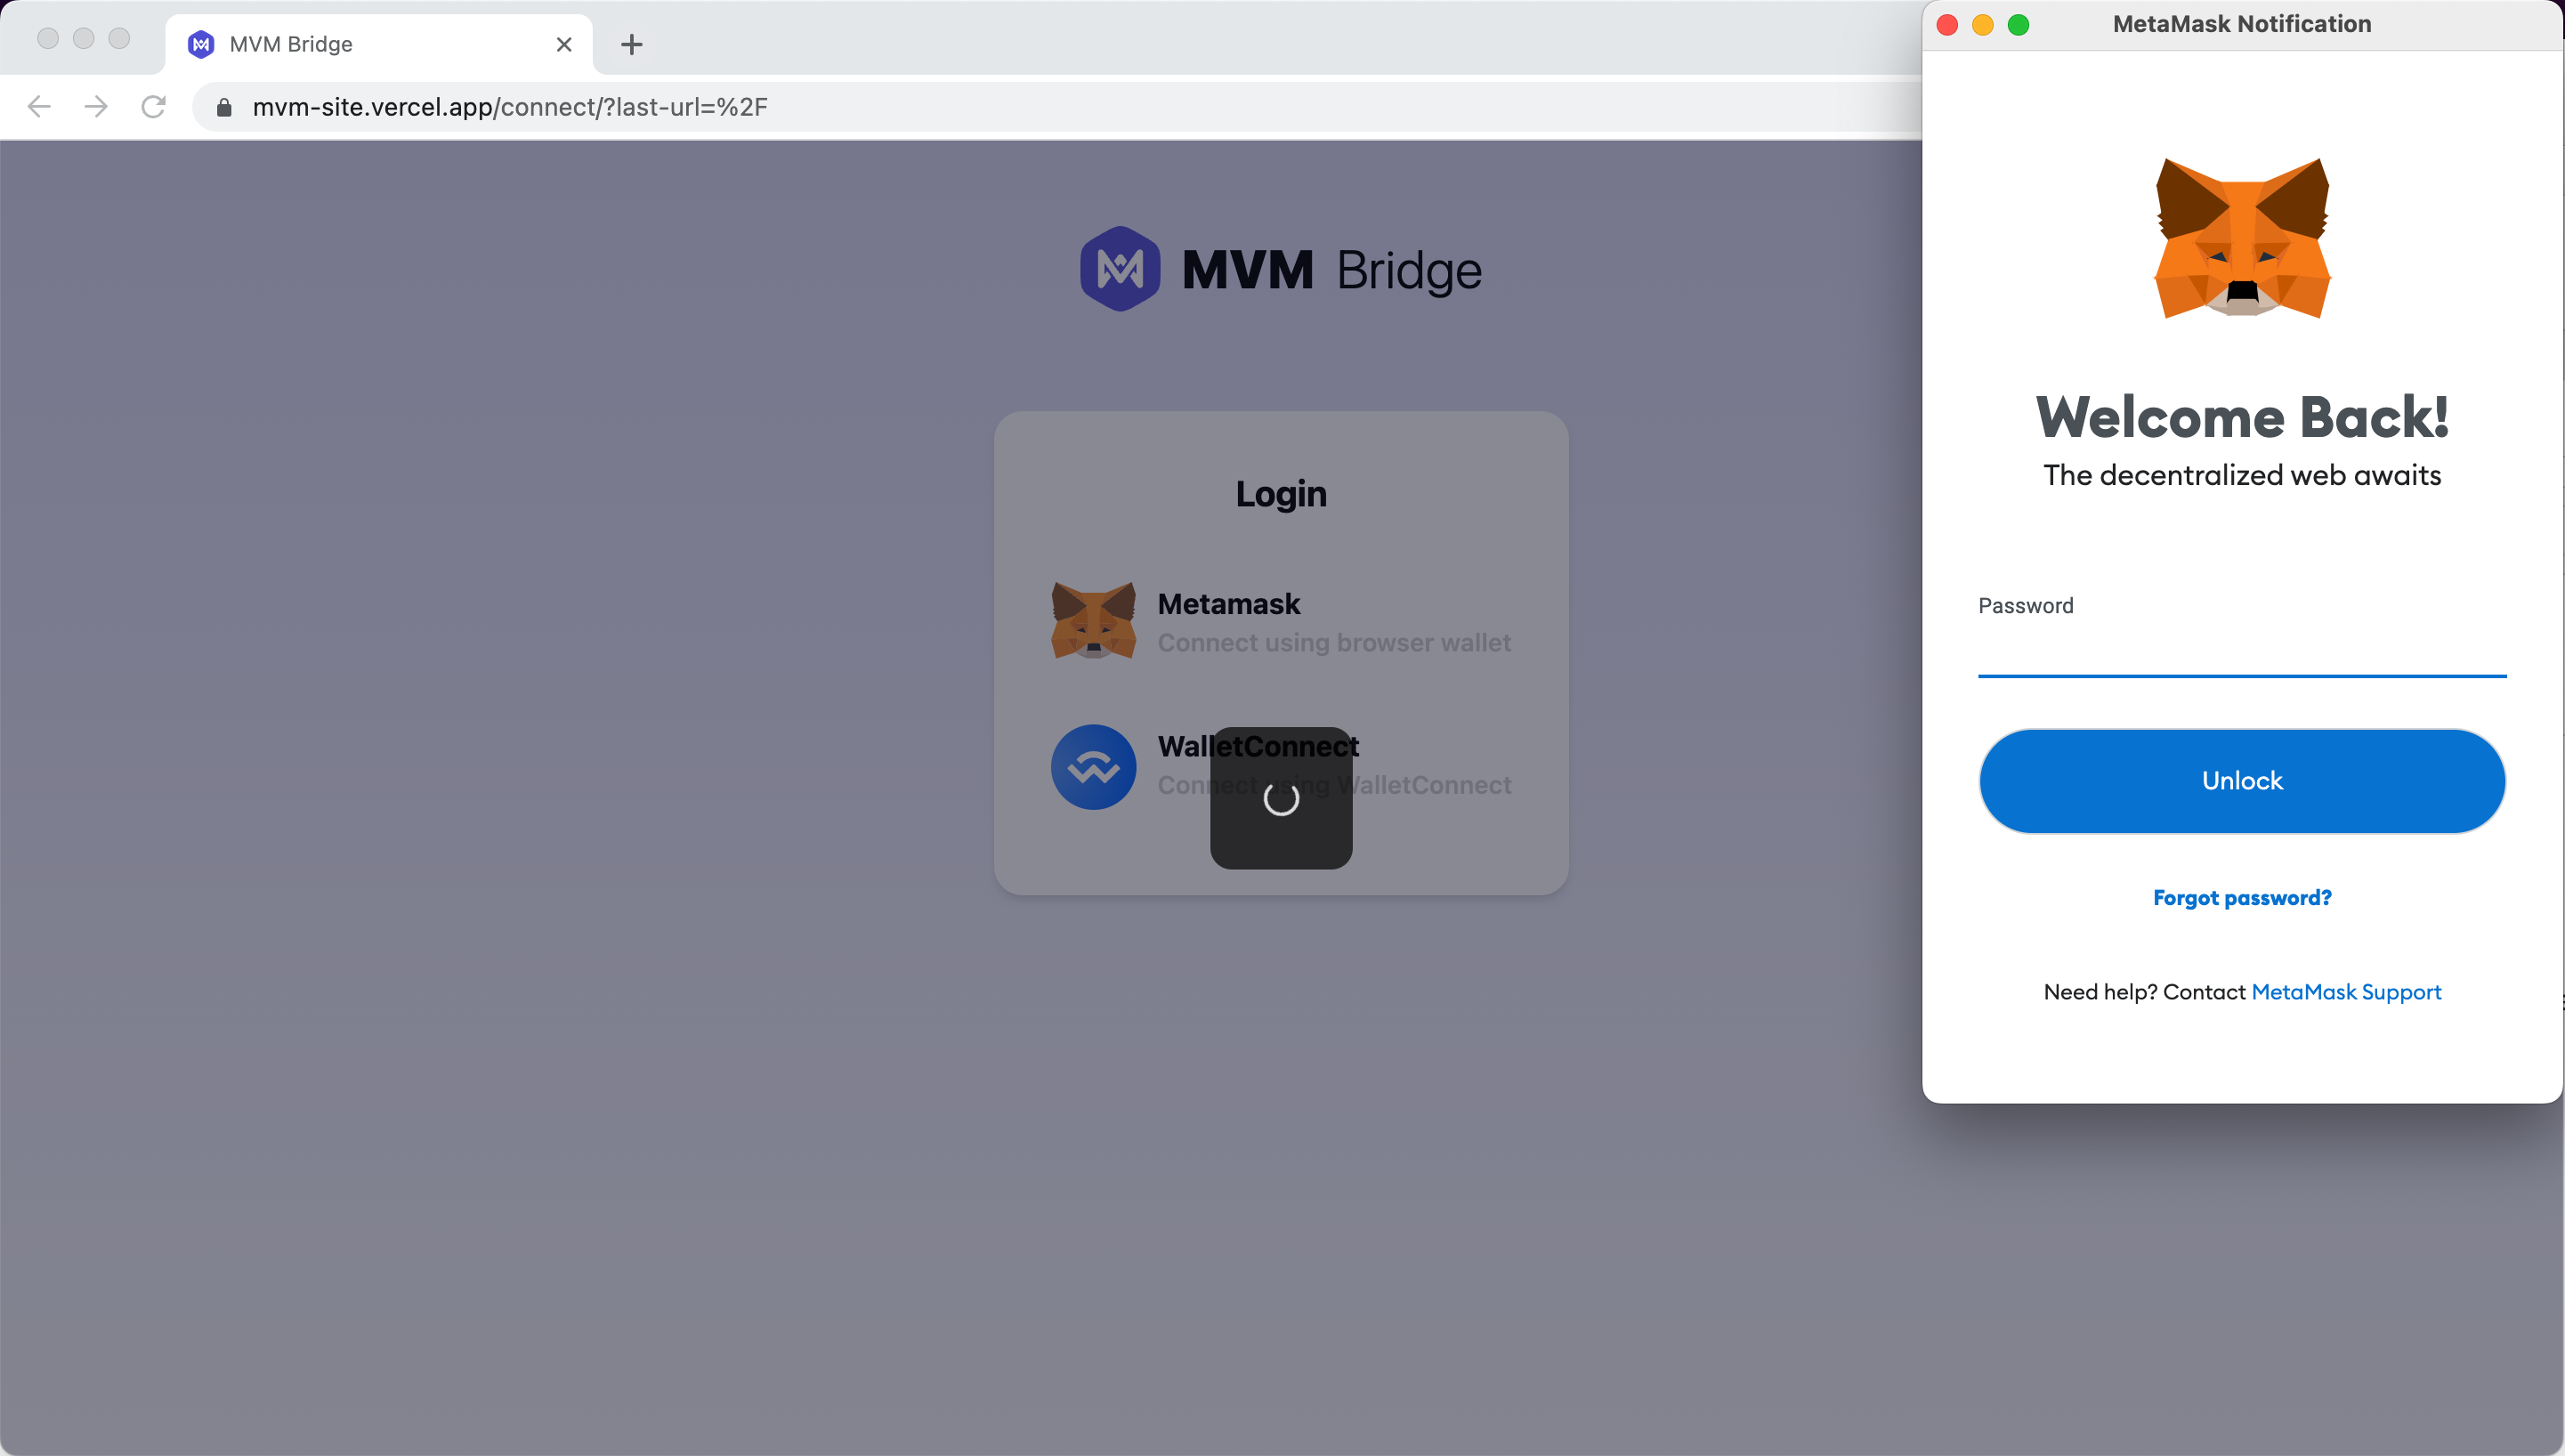 MVM Bridge
mvm-site.vercel.app/connect/?last-url=%2F
MVM Bridge
Login
Metamask
Connect using browser wallet
WalletConnect
Connect using WalletConnect
MetaMask Notification
Welcome Back!
The decentralized web awaits
Password
Unlock
Forgot password?
Need help? Contact MetaMask Support